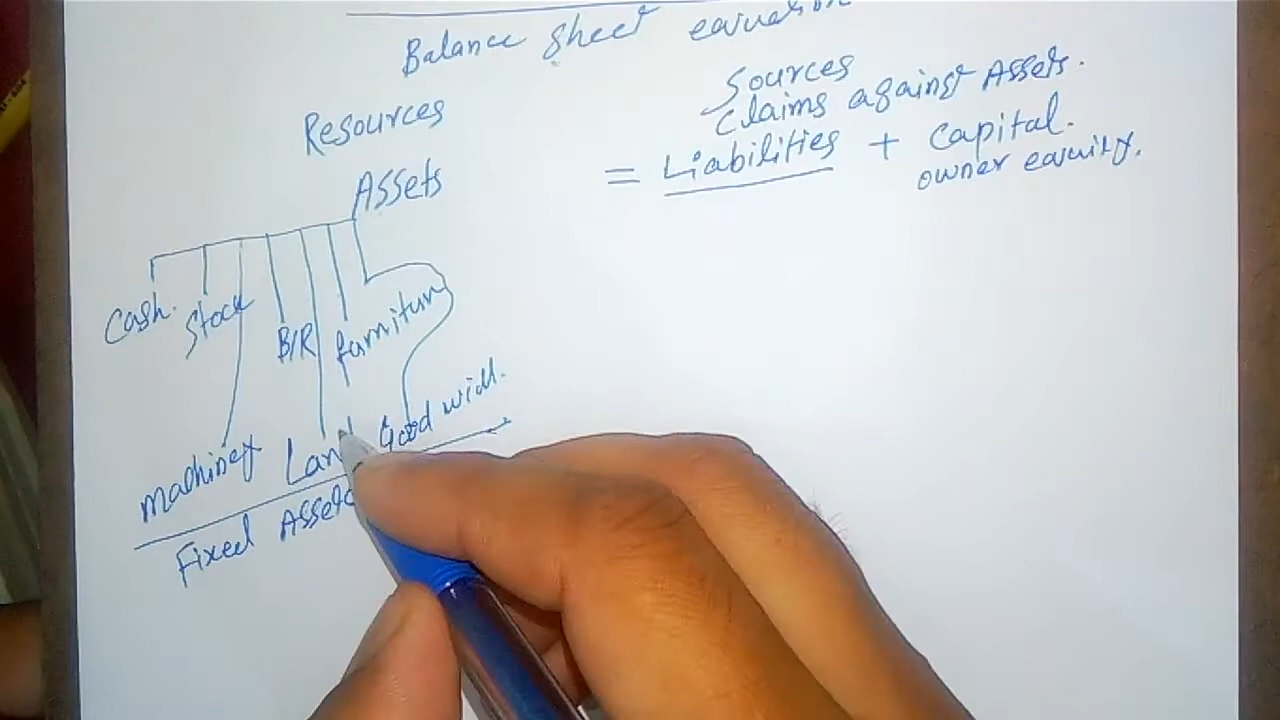 Balance sheet equation
Resources
Sources
Claims against Assets.
Assets
= Liabilities + Capital.
owner equity.
Cash. Stock B/R furniture
machinery Land Good will.
Fixed Assets